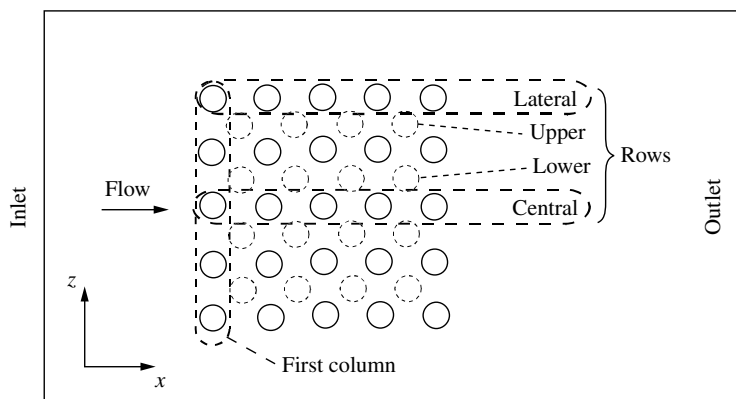 Lateral
Upper
Lower
Rows
Flow
Central
Inlet
Outlet
z
x
First column